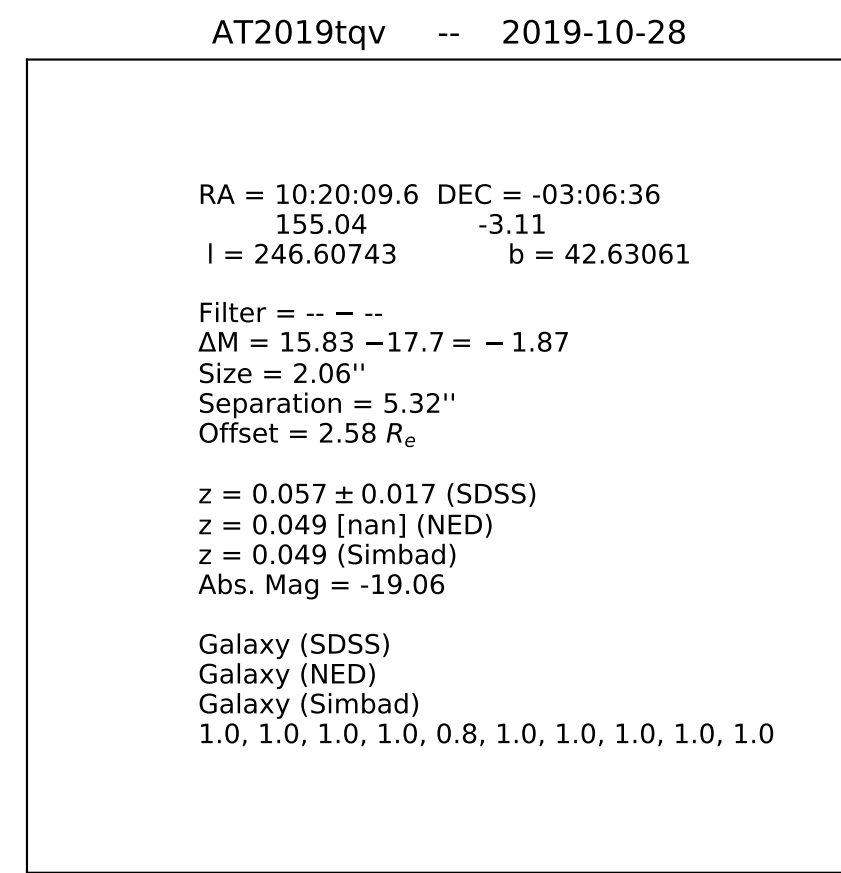 AT2019tqv -- 2019-10-28
RA = 10:20:09.6 DEC = -03:06:36
155.04 -3.11
l = 246.60743 b = 42.63061
Filter = -- − --
ΔM = 15.83 −17.7 = − 1.87
Size = 2.06''
Separation = 5.32''
Offset = 2.58 Rₑ
z = 0.057 ± 0.017 (SDSS)
z = 0.049 [nan] (NED)
z = 0.049 (Simbad)
Abs. Mag = -19.06
Galaxy (SDSS)
Galaxy (NED)
Galaxy (Simbad)
1.0, 1.0, 1.0, 1.0, 0.8, 1.0, 1.0, 1.0, 1.0, 1.0